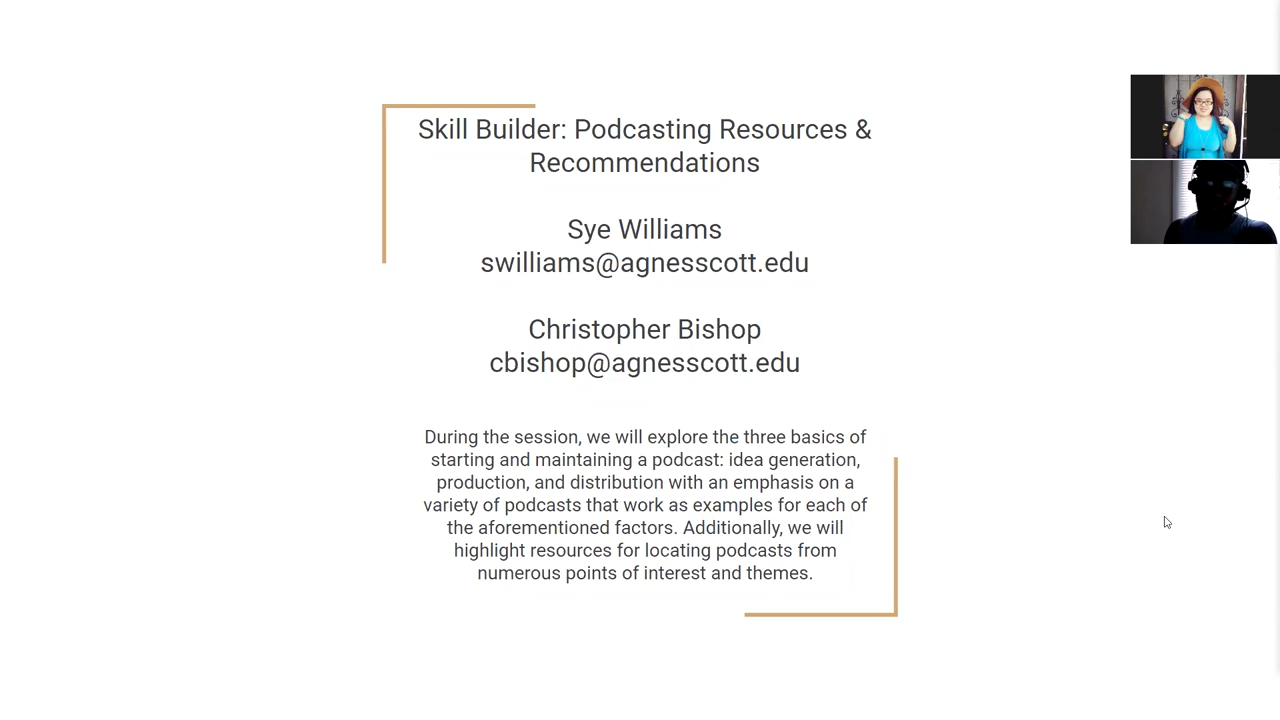 Skill Builder: Podcasting Resources &
Recommendations
Sye Williams
swilliams@agnesscott.edu
Christopher Bishop
cbishop@agnesscott.edu
During the session, we will explore the three basics of
starting and maintaining a podcast: idea generation,
production, and distribution with an emphasis on a
variety of podcasts that work as examples for each of
the aforementioned factors. Additionally, we will
highlight resources for locating podcasts from
numerous points of interest and themes.